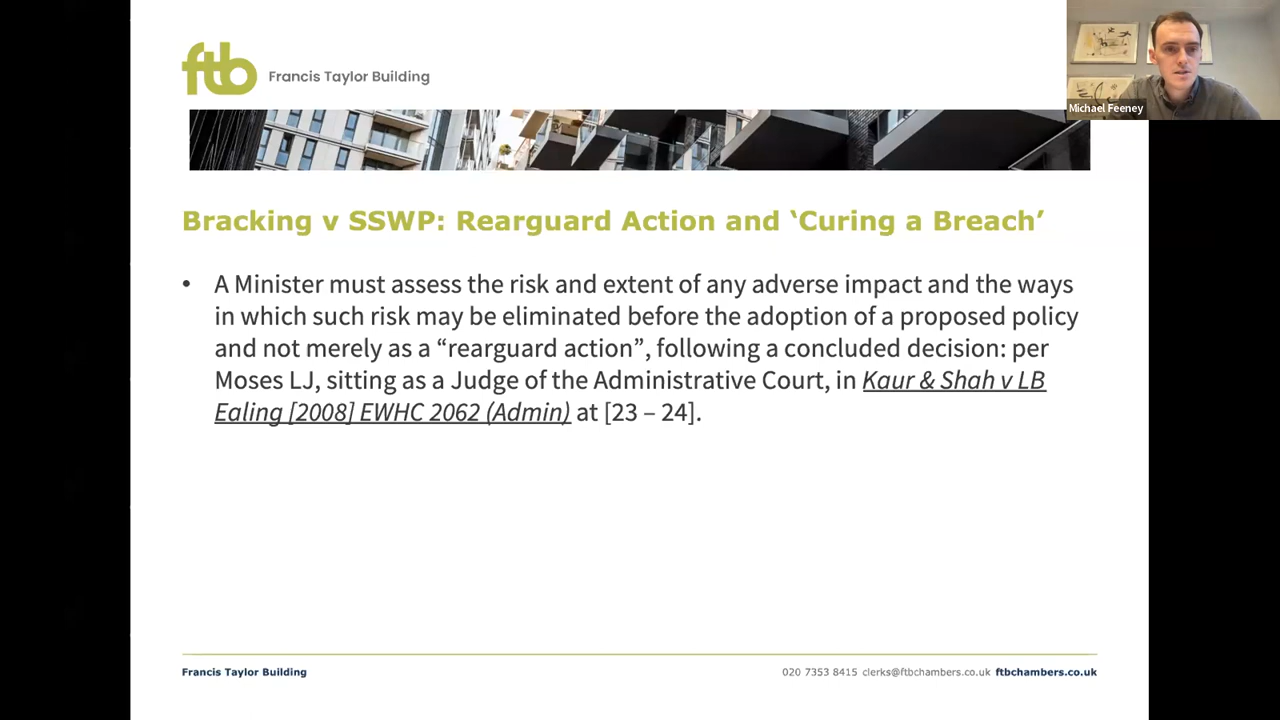 ftb Francis Taylor Building
Michael Feeney
Bracking v SSWP: Rearguard Action and ‘Curing a Breach’
• A Minister must assess the risk and extent of any adverse impact and the ways
in which such risk may be eliminated before the adoption of a proposed policy
and not merely as a “rearguard action”, following a concluded decision: per
Moses LJ, sitting as a Judge of the Administrative Court, in Kaur & Shah v LB
Ealing [2008] EWHC 2062 (Admin) at [23 – 24].
Francis Taylor Building 020 7353 8415 clerks@ftbchambers.co.uk ftbchambers.co.uk